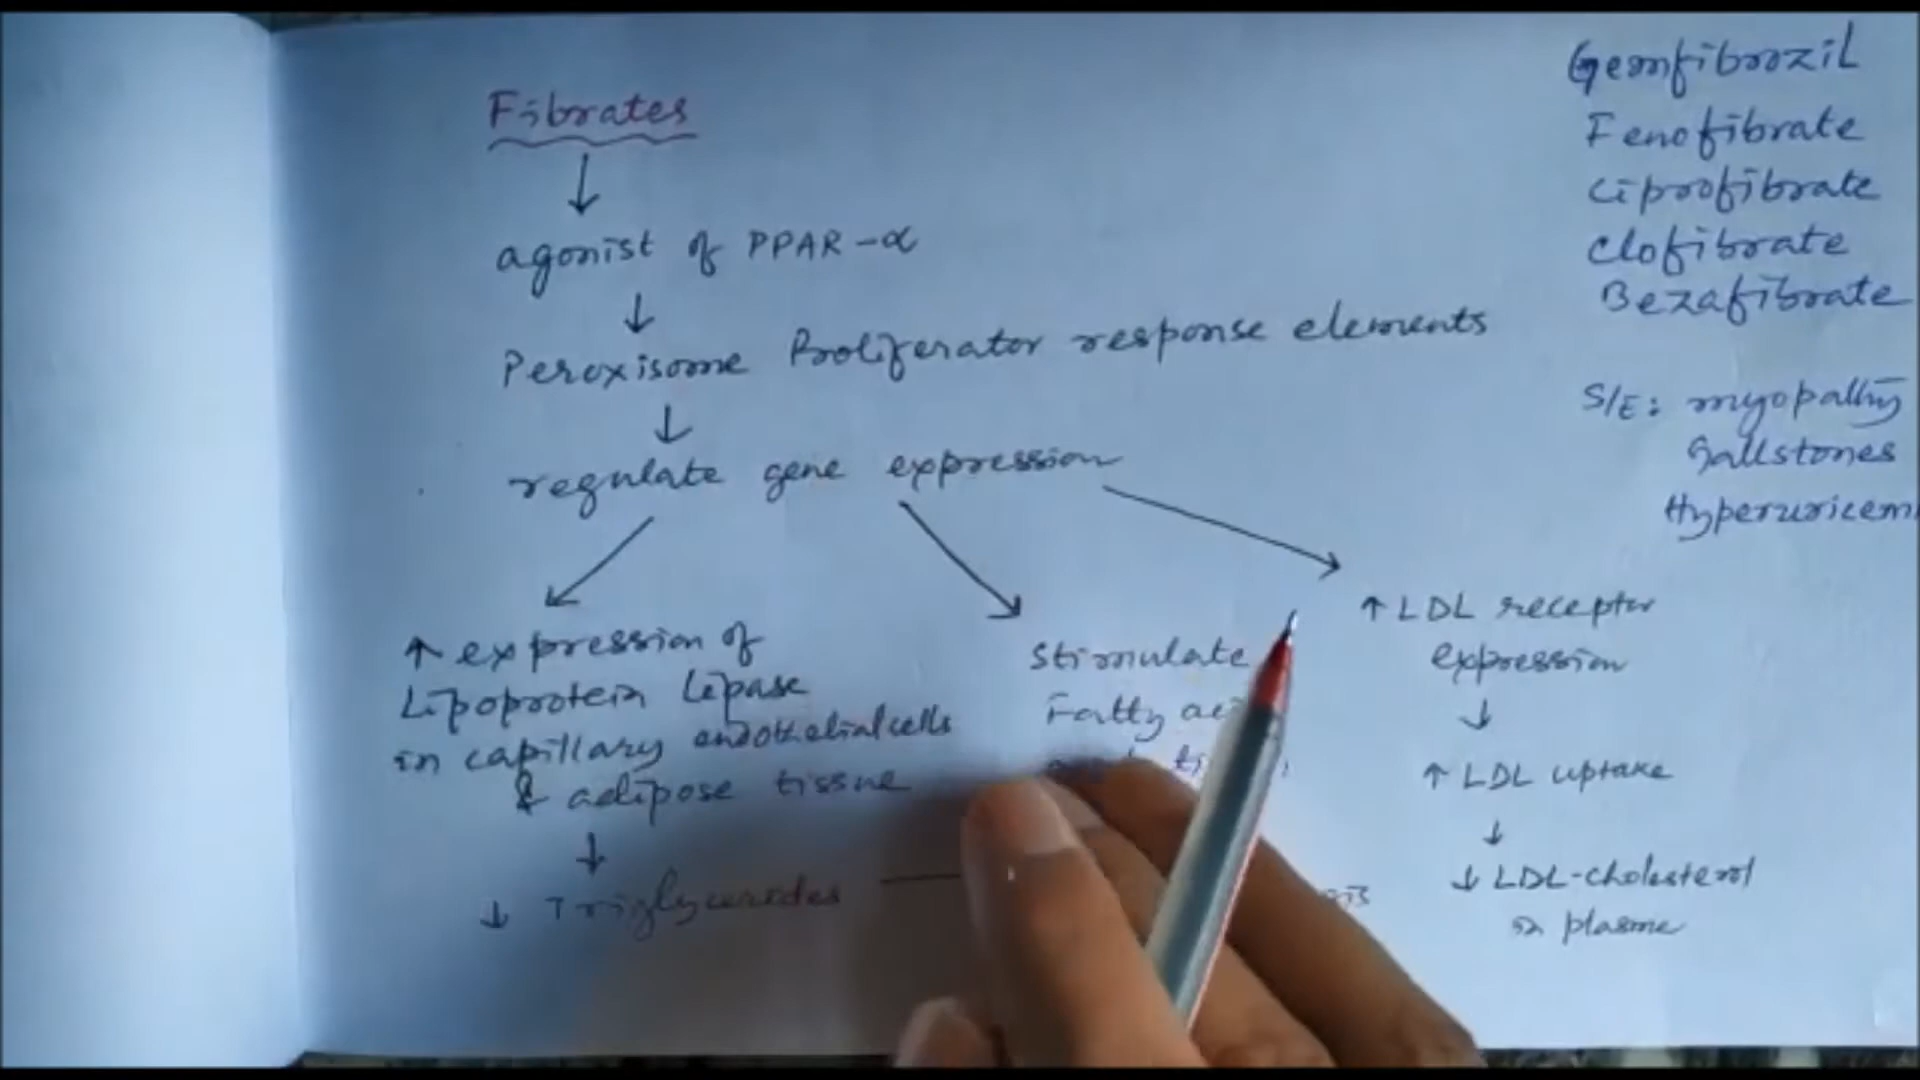 Fibrates
↓
agonist of PPAR-α
↓
Peroxisome Proliferator response elements
↓
regulate gene expression
↑ expression of
Lipoprotein lipase
in capillary endothelial cells
& adipose tissue
↓
↓ Triglycerides
Stimulate
Fatty
↑ LDL receptor
expression
↓
↑ LDL uptake
↓
↓ LDL-cholesterol
in plasma
Gemfibrozil
Fenofibrate
Ciprofibrate
Clofibrate
Bezafibrate
S/E: myopathy
Gallstones
Hyperuricem